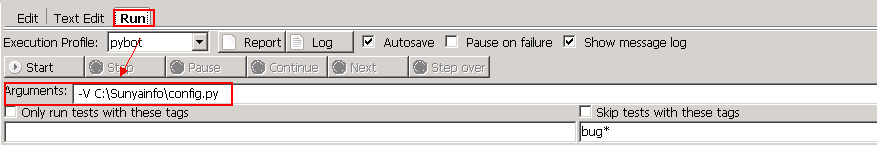 Edit Text Edit Run
Execution Profile: pybot Report Log Autosave Pause on failure Show message log
Start Stop Pause Continue Next Step over
Arguments: -V C:\Sunyainfo\config.py
Only run tests with these tags Skip tests with these tags
bug*